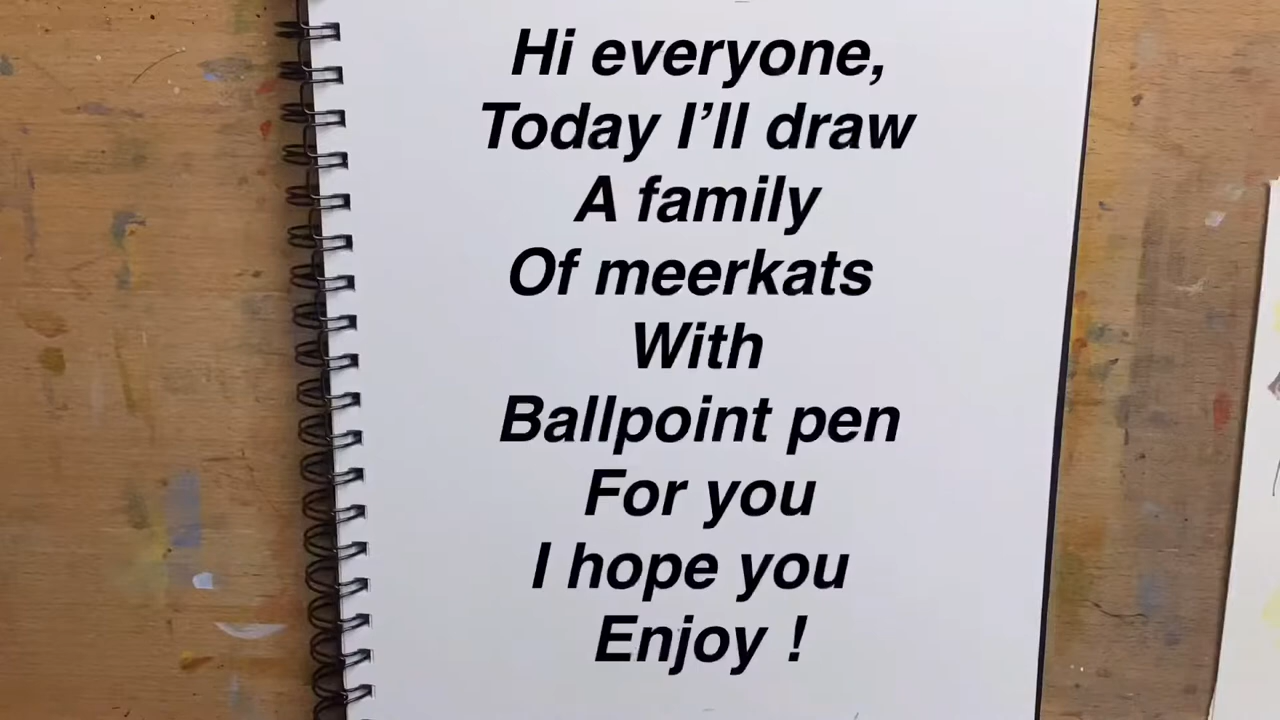 Hi everyone,
Today I’ll draw
A family
Of meerkats
With
Ballpoint pen
For you
I hope you
Enjoy !